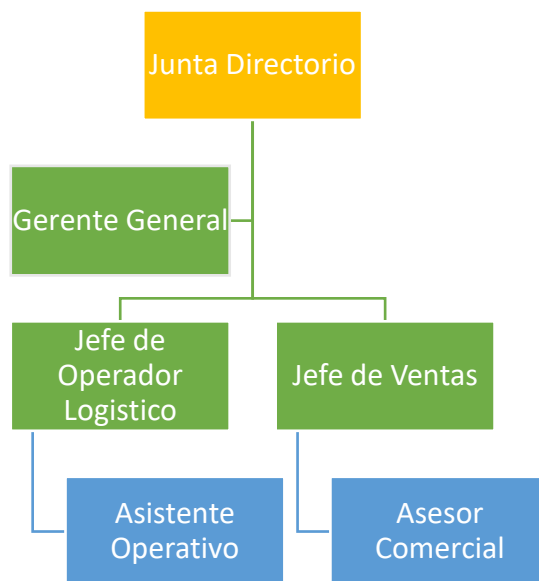 Junta Directorio
Gerente General
Jefe de
Operador
Logistico
Jefe de Ventas
Asistente
Operativo
Asesor
Comercial